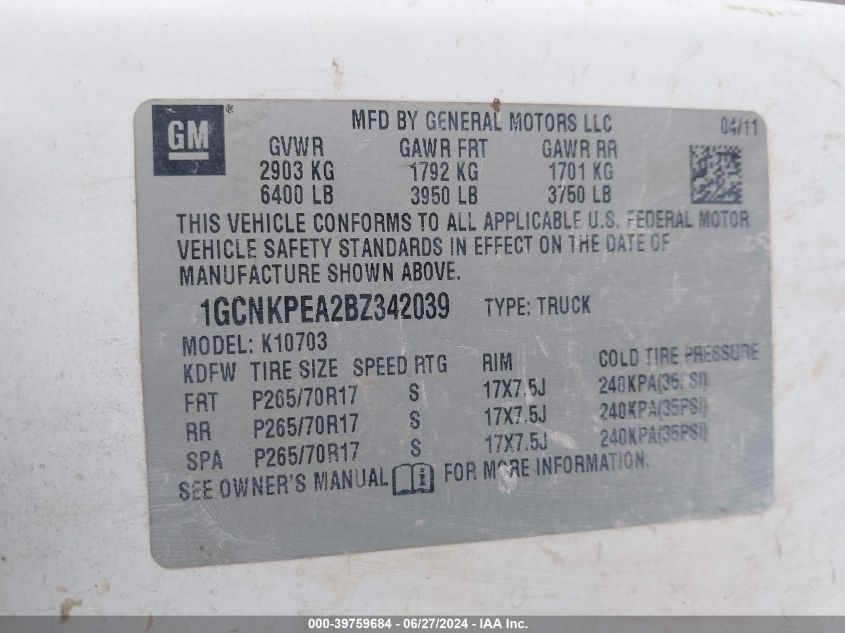 GM®
MFD BY GENERAL MOTORS LLC 04/11
GVWR GAWR FRT GAWR RR
2903 KG 1792 KG 1701 KG
6400 LB 3950 LB 3750 LB
THIS VEHICLE CONFORMS TO ALL APPLICABLE U.S. FEDERAL MOTOR
VEHICLE SAFETY STANDARDS IN EFFECT ON THE DATE OF
MANUFACTURE SHOWN ABOVE.
1GCNKPEA2BZ342039 TYPE: TRUCK
MODEL: K10703
KDFW TIRE SIZE SPEED RTG RIM COLD TIRE PRESSURE
FRT P265/70R17 S 17X7.5J 240KPA(35PSI)
RR P265/70R17 S 17X7.5J 240KPA(35PSI)
SPA P265/70R17 S 17X7.5J 240KPA(35PSI)
SEE OWNER'S MANUAL FOR MORE INFORMATION.
000-39759684 - 06/27/2024 - IAA Inc.